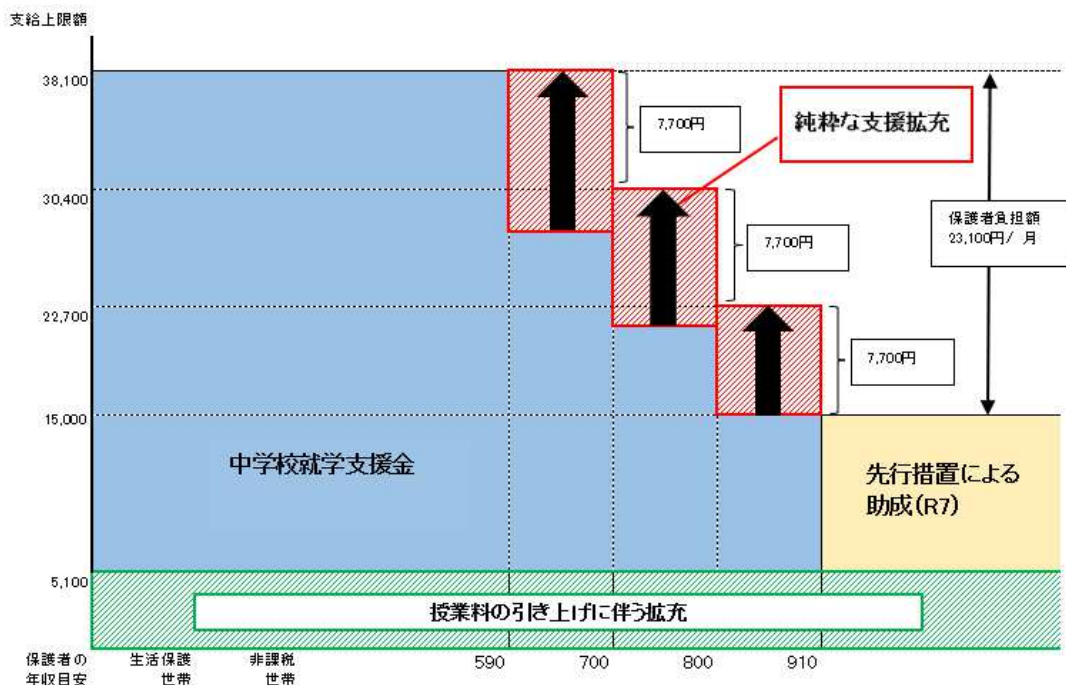 支給上限額
38,100
7,700円
純粋な支援拡充
30,400
保護者負担額
23,100円/ 月
7,700円
22,700
7,700円
15,000
中学校就学支援金
先行措置による
助成(R7)
5,100
授業料の引き上げに伴う拡充
保護者の
年収目安
生活保護
世帯
非課税
世帯
590
700
800
910